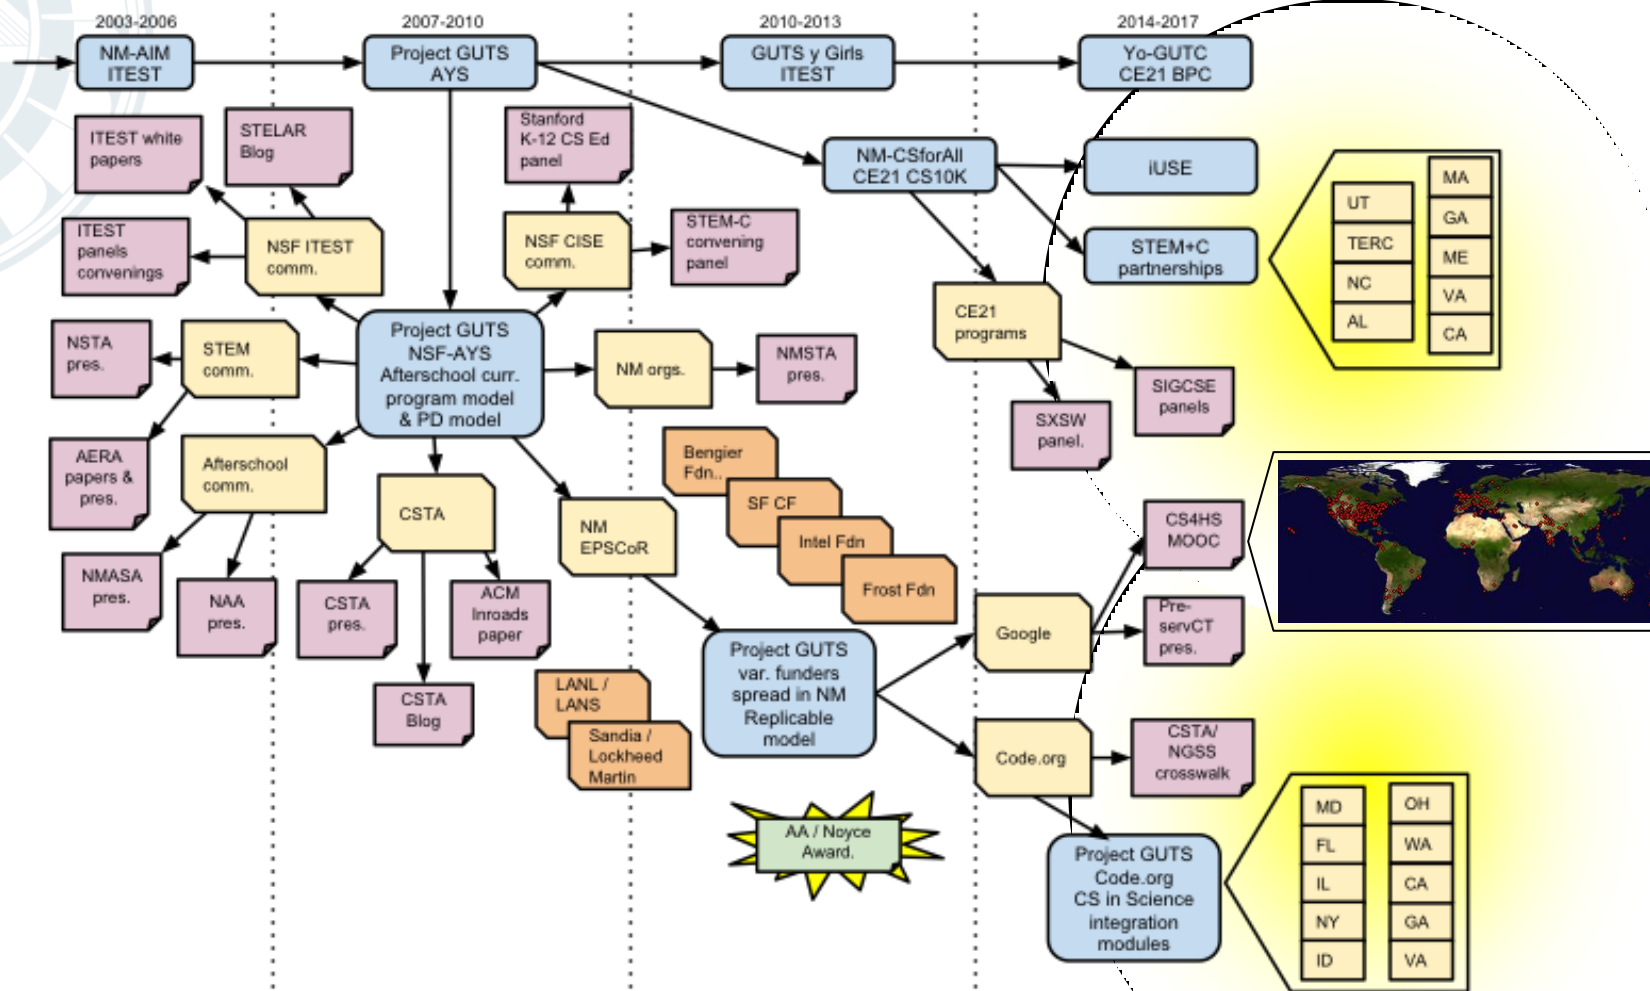 2003-2006
2007-2010
2010-2013
2014-2017
NM-AIM
ITEST
Project GUTS
AYS
GUTS y Girls
ITEST
Yo-GUTC
CE21 BPC
ITEST white
papers
STELAR
Blog
Stanford
K-12 CS Ed
panel
NM-CSforAll
CE21 CS10K
iUSE
ITEST
panels
convenings
NSF ITEST
comm.
NSF CISE
comm.
STEM-C
convening
panel
STEM+C
partnerships
UT
TERC
NC
AL
MA
GA
ME
VA
CA
NSTA
pres.
STEM
comm.
Project GUTS
NSF-AYS
Afterschool curr.
program model
& PD model
NM orgs.
NMSTA
pres.
CE21
programs
SIGCSE
panels
SXSW
panel.
AERA
papers &
pres.
Afterschool
comm.
CSTA
NM
EPSCoR
Bengier
Fdn..
SF CF
Intel Fdn
Frost Fdn
CS4HS
MOOC
NMASA
pres.
NAA
pres.
CSTA
pres.
ACM
Inroads
paper
CSTA
Blog
LANL /
LANS
Sandia /
Lockheed
Martin
Project GUTS
var. funders
spread in NM
Replicable
model
Google
Pre-
servCT
pres.
Code.org
CSTA/
NGSS
crosswalk
AA / Noyce
Award.
Project GUTS
Code.org
CS in Science
integration
modules
MD
FL
IL
NY
ID
OH
WA
CA
GA
VA